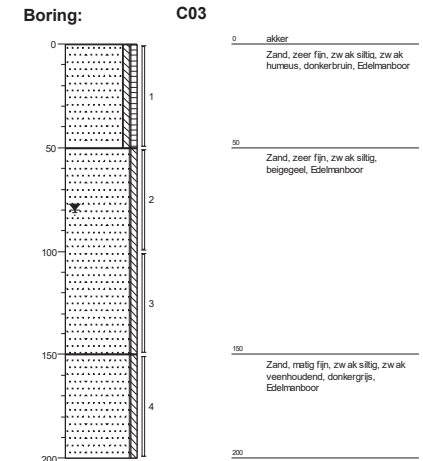 Boring: C03
0
50
100
150
200
1
2
3
4
0 akker
Zand, zeer fijn, zwak siltig, zwak
humeus, donkerbruin, Edelmanboor
50
Zand, zeer fijn, zwak siltig,
beigegeel, Edelmanboor
150
Zand, matig fijn, zwak siltig, zwak
veenhoudend, donkergrijs,
Edelmanboor
200